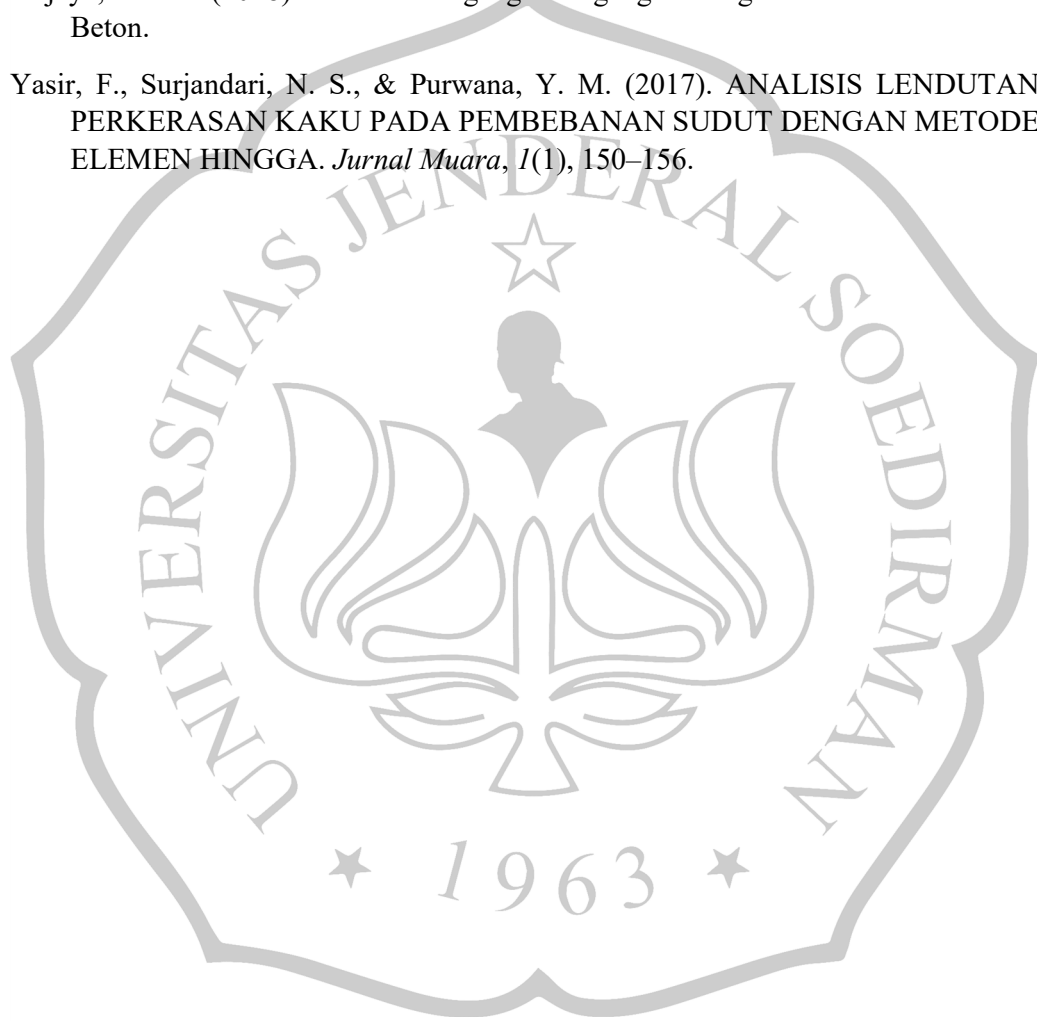 Beton.
Yasir, F., Surjandari, N. S., & Purwana, Y. M. (2017). ANALISIS LENDUTAN
PERKERASAN KAKU PADA PEMBEBANAN SUDUT DENGAN METODE
ELEMEN HINGGA. Jurnal Muara, 1(1), 150–156.
UNIVERSITAS JENDERAL SOEDIRMAN
1963